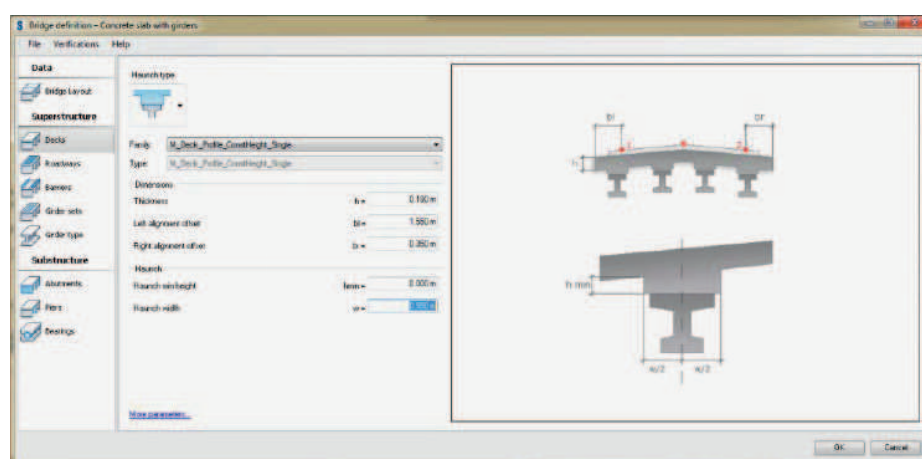 Bridge definition – Concrete slab with girders
File Verifications Help
Data
Bridge Layout
Superstructure
Decks
Roadways
Barriers
Girder sets
Girder type
Substructure
Abutments
Piers
Bearings
Haunch type
Family: M_Deck_Profile_ConstHeight_Single
Type: M_Deck_Profile_ConstHeight_Single
Dimensions
Thickness h =
Left alignment offset bl = 1.550 m
Right alignment offset br = 0.350 m
Haunch
Haunch min height hmin = 0.000 m
Haunch width w =
More parameters...
bl br
1 2
h
h min
w/2 w/2
OK Cancel